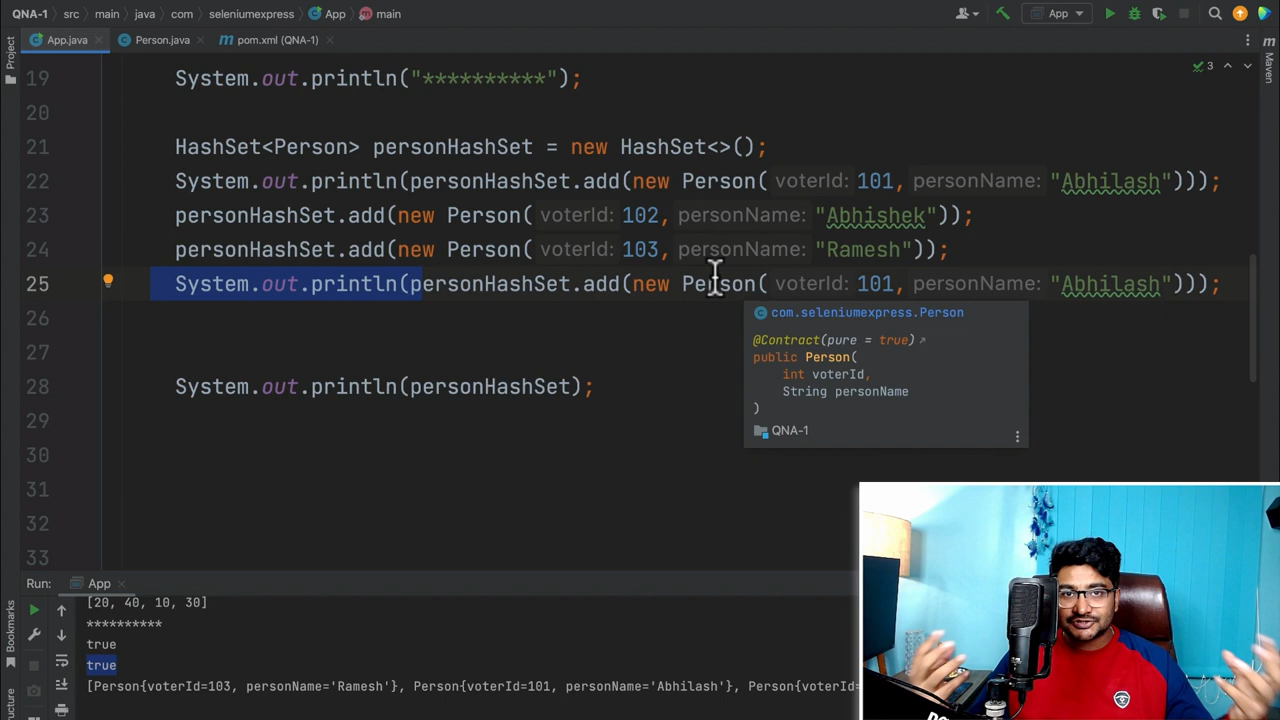 QNA-1 › src › main › java › com › seleniumexpress › App › main
App
App.java
Person.java
pom.xml (QNA-1)
Project
Maven
3
19 System.out.println("**********");
20
21 HashSet<Person> personHashSet = new HashSet<>();
22 System.out.println(personHashSet.add(new Person( voterId: 101, personName: "Abhilash")));
23 personHashSet.add(new Person( voterId: 102, personName: "Abhishek"));
24 personHashSet.add(new Person( voterId: 103, personName: "Ramesh"));
25 System.out.println(personHashSet.add(new Person( voterId: 101, personName: "Abhilash")));
26
27
28 System.out.println(personHashSet);
29
30
31
32
33
com.seleniumexpress.Person
@Contract(pure = true)
public Person(
int voterId,
String personName
)
QNA-1
Run: App
[20, 40, 10, 30]
**********
true
true
[Person{voterId=103, personName='Ramesh'}, Person{voterId=101, personName='Abhilash'}, Person{voterId=
Bookmarks